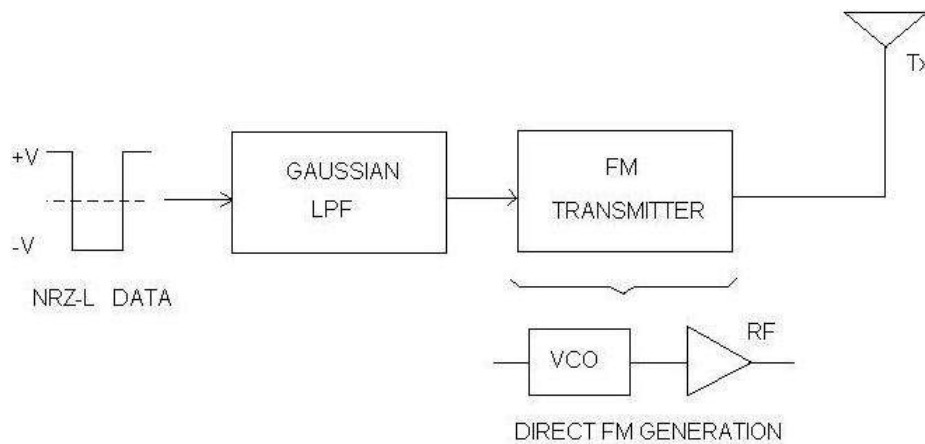 Tx
+V
-V
NRZ-L DATA
GAUSSIAN
LPF
FM
TRANSMITTER
VCO
RF
DIRECT FM GENERATION